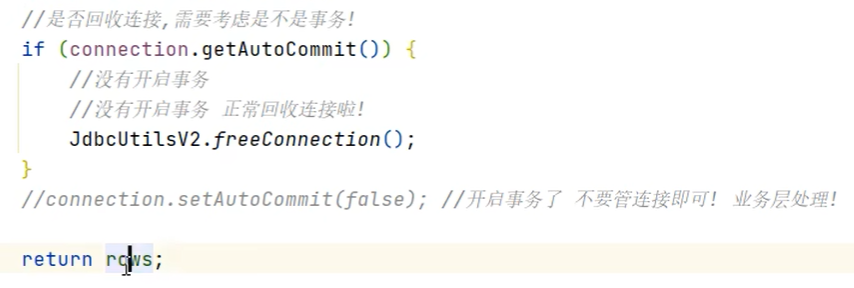 //是否回收连接,需要考虑是不是事务!
if (connection.getAutoCommit()) {
//没有开启事务
//没有开启事务 正常回收连接啦!
JdbcUtilsV2.freeConnection();
}
//connection.setAutoCommit(false); //开启事务了 不要管连接即可! 业务层处理!
return rows;